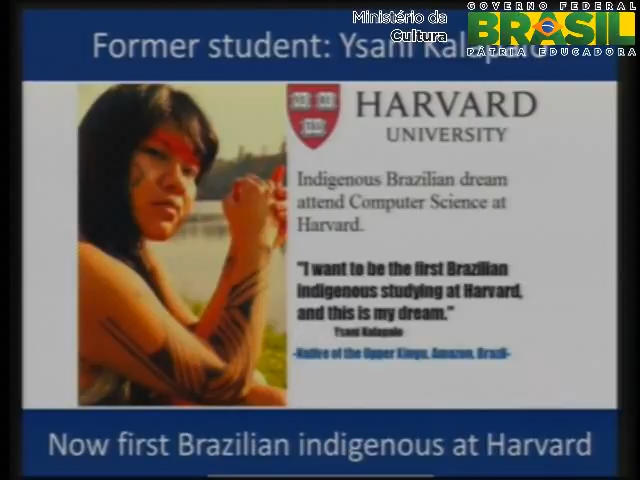 Ministério da
Cultura
GOVERNO FEDERAL
BRASIL
PÁTRIA EDUCADORA
Former student: Ysani Kalapalo
HARVARD
UNIVERSITY
Indigenous Brazilian dream
attend Computer Science at
Harvard.
"I want to be the first Brazilian
indigenous studying at Harvard,
and this is my dream."
Ysani Kalapalo
-Native of the Upper Xingu, Amazon, Brazil-
Now first Brazilian indigenous at Harvard